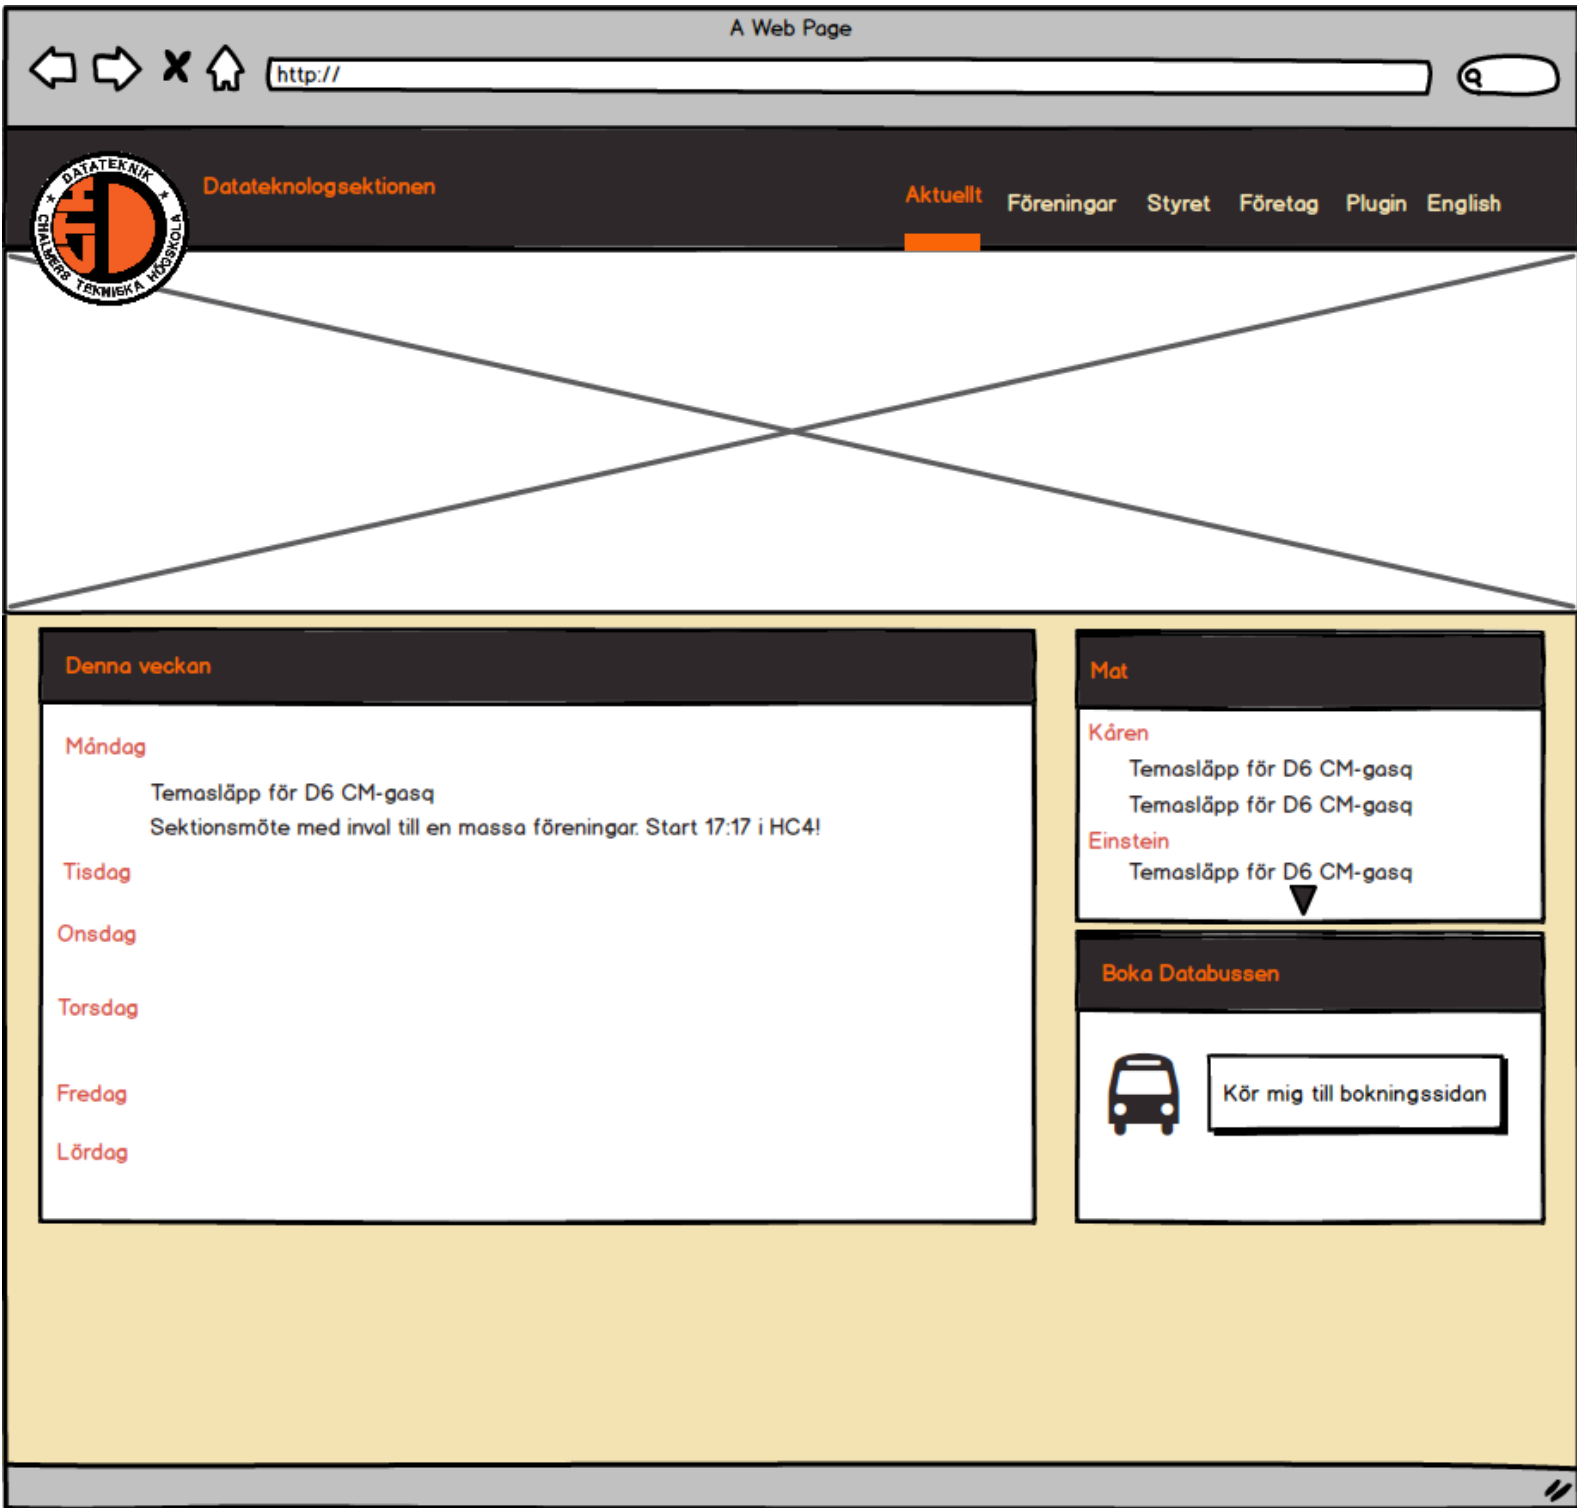 A Web Page
http://
DATATEKNIK
CHALMERS TEKNISKA HÖGSKOLA
Datateknologsektionen
Aktuellt
Föreningar
Styret
Företag
Plugin
English
Denna veckan
Måndag
Temasläpp för D6 CM-gasq
Sektionsmöte med inval till en massa föreningar. Start 17:17 i HC4!
Tisdag
Onsdag
Torsdag
Fredag
Lördag
Mat
Kåren
Temasläpp för D6 CM-gasq
Temasläpp för D6 CM-gasq
Einstein
Temasläpp för D6 CM-gasq
Boka Databussen
Kör mig till bokningssidan